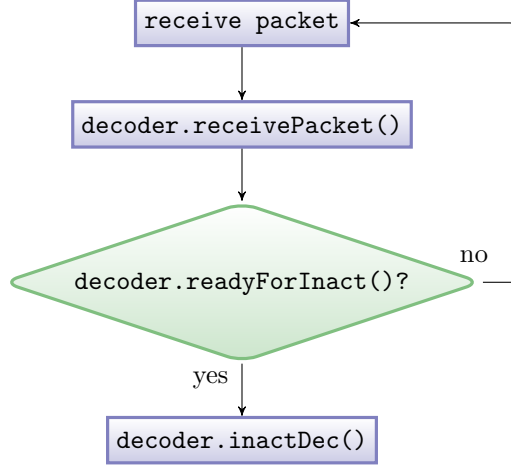 receive packet
decoder.receivePacket()
decoder.readyForInact()?
no
yes
decoder.inactDec()